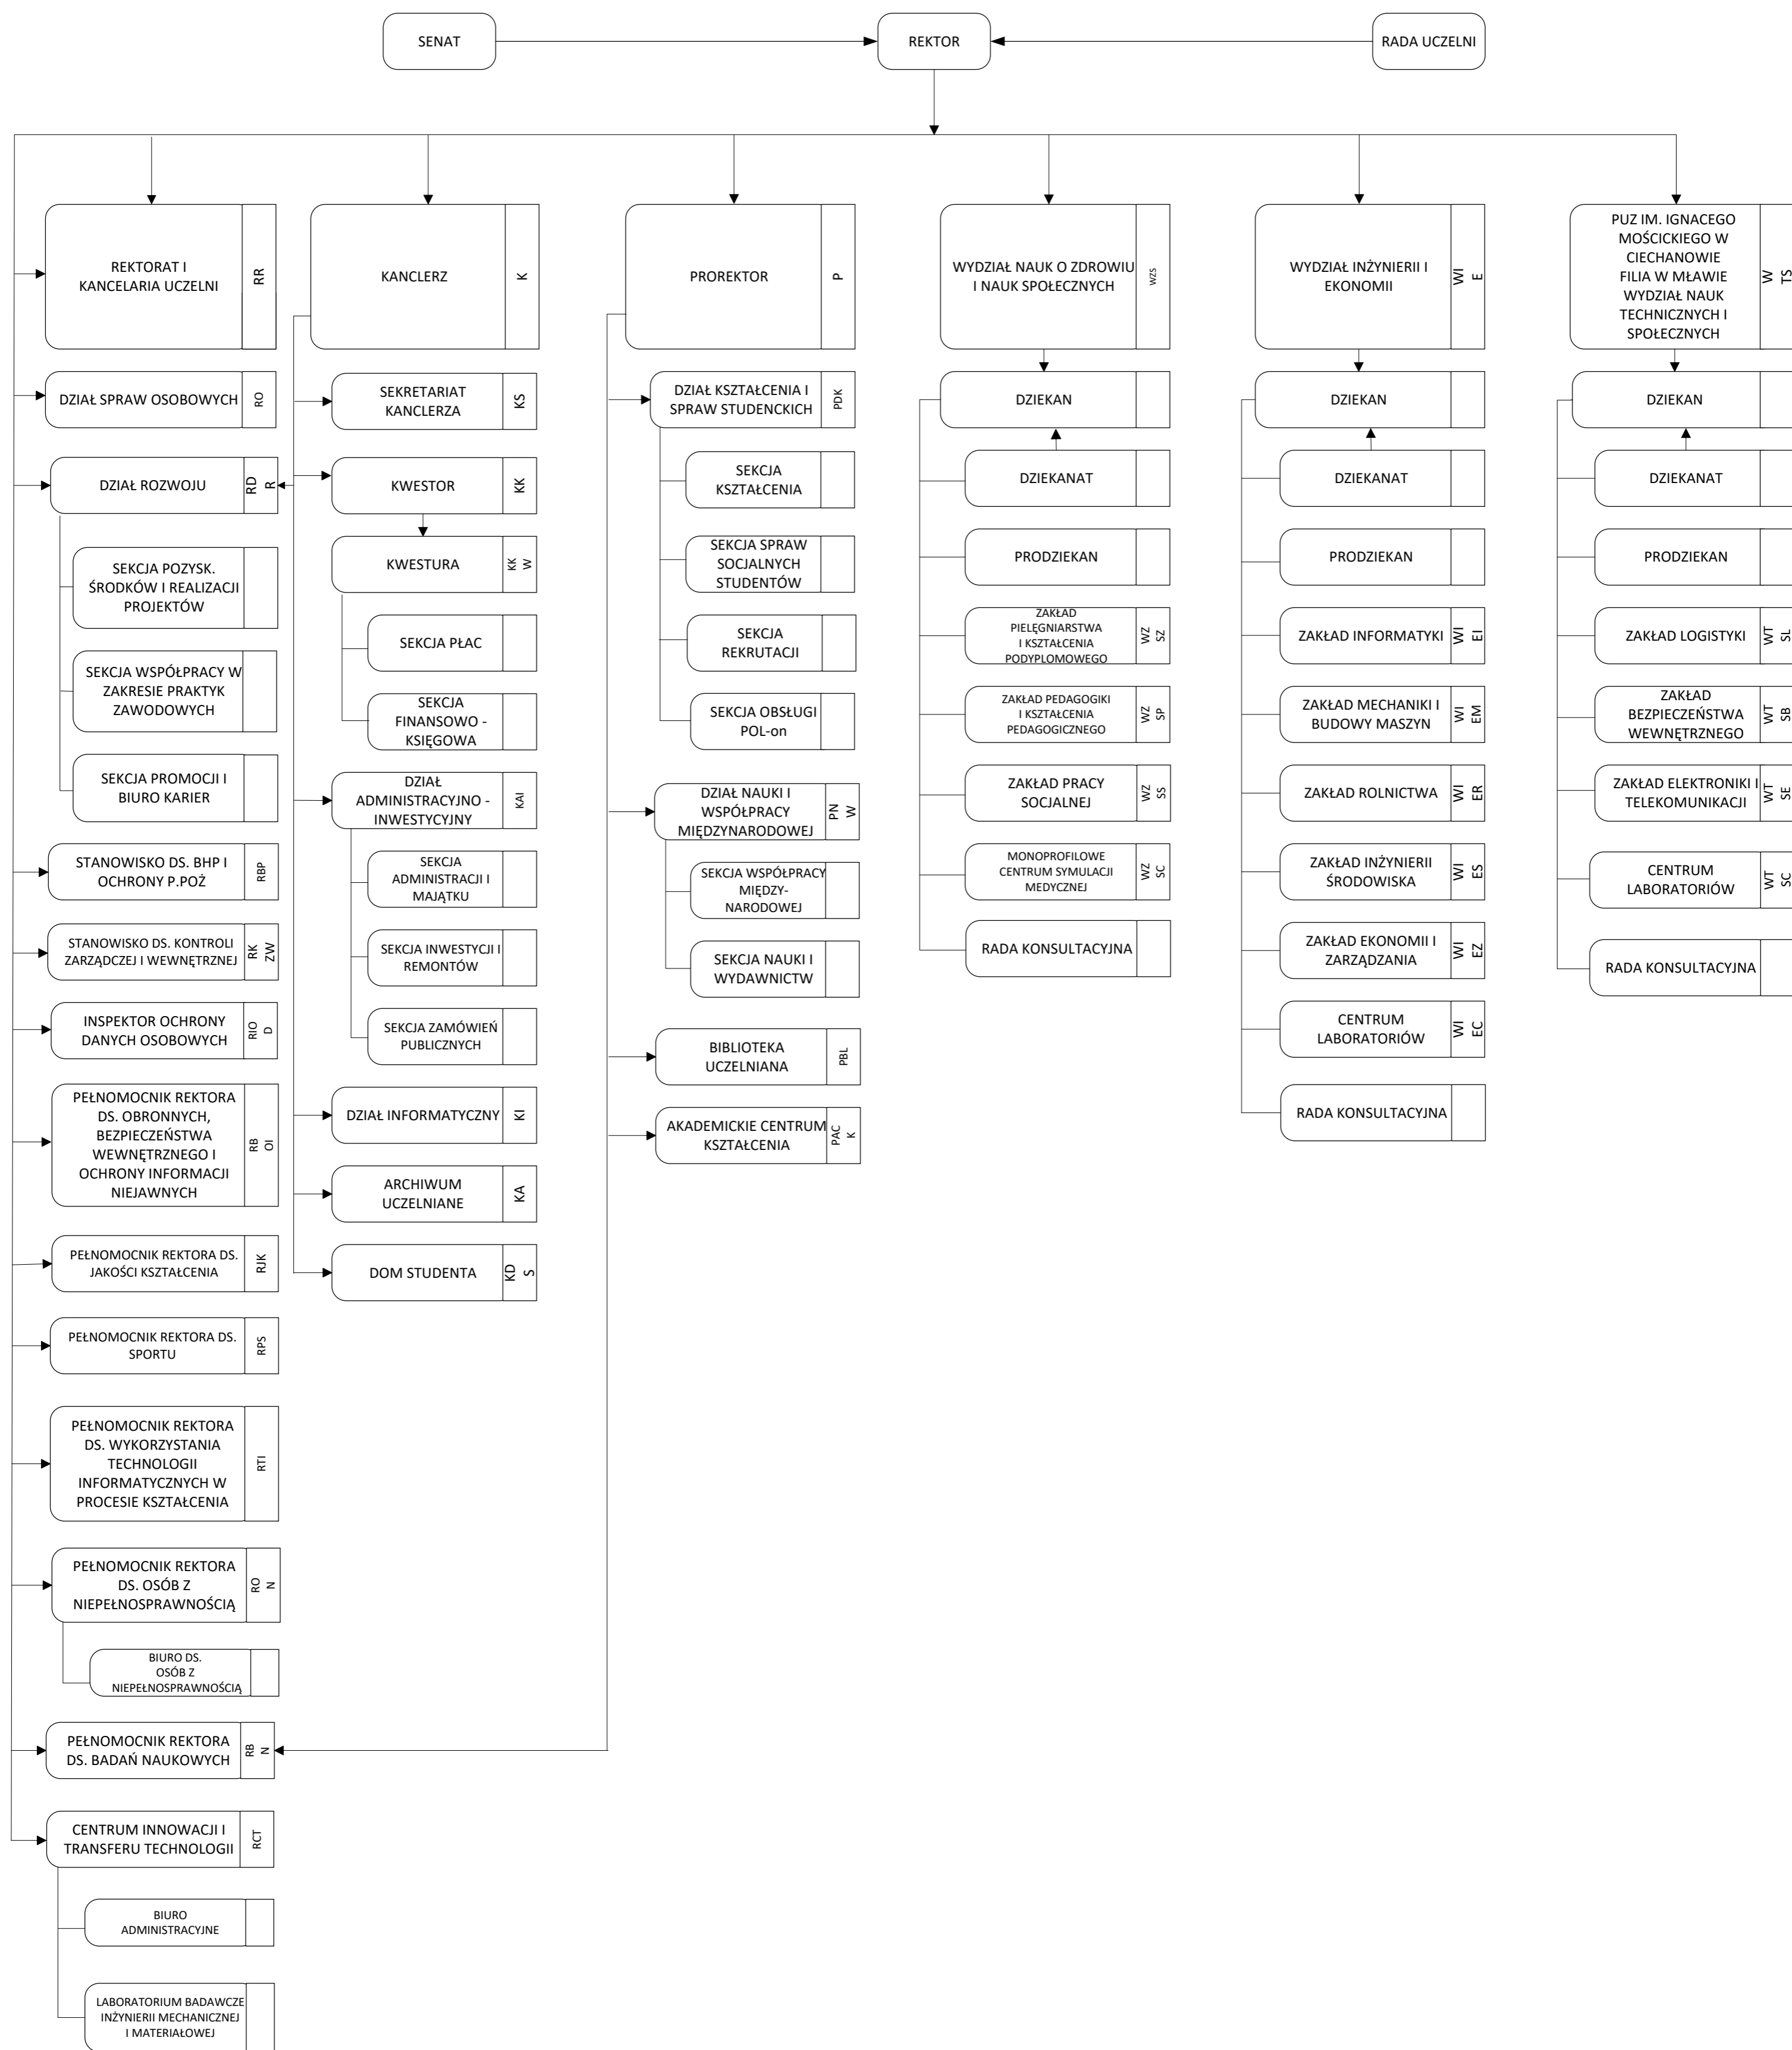 SENAT
REKTOR
RADA UCZELNI
REKTORAT I
KANCELARIA UCZELNI
RR
DZIAŁ SPRAW OSOBOWYCH
RO
DZIAŁ ROZWOJU
RD
R
SEKCJA POZYSK.
ŚRODKÓW I REALIZACJI
PROJEKTÓW
SEKCJA WSPÓŁPRACY W
ZAKRESIE PRAKTYK
ZAWODOWYCH
SEKCJA PROMOCJI I
BIURO KARIER
STANOWISKO DS. BHP I
OCHRONY P.POŻ
RBP
STANOWISKO DS. KONTROLI
ZARZĄDCZEJ I WEWNĘTRZNEJ
RK
ZW
INSPEKTOR OCHRONY
DANYCH OSOBOWYCH
RIO
D
PEŁNOMOCNIK REKTORA
DS. OBRONNYCH,
BEZPIECZEŃSTWA
WEWNĘTRZNEGO I
OCHRONY INFORMACJI
NIEJAWNYCH
RB
OI
PEŁNOMOCNIK REKTORA DS.
JAKOŚCI KSZTAŁCENIA
RJK
PEŁNOMOCNIK REKTORA DS.
SPORTU
RPS
PEŁNOMOCNIK REKTORA
DS. WYKORZYSTANIA
TECHNOLOGII
INFORMATYCZNYCH W
PROCESIE KSZTAŁCENIA
RTI
PEŁNOMOCNIK REKTORA
DS. OSÓB Z
NIEPEŁNOSPRAWNOŚCIĄ
RO
N
BIURO DS.
OSÓB Z
NIEPEŁNOSPRAWNOŚCIĄ
PEŁNOMOCNIK REKTORA
DS. BADAŃ NAUKOWYCH
RB
N
CENTRUM INNOWACJI I
TRANSFERU TECHNOLOGII
RCT
BIURO
ADMINISTRACYJNE
LABORATORIUM BADAWCZE
INŻYNIERII MECHANICZNEJ
I MATERIAŁOWEJ
KANCLERZ
K
SEKRETARIAT
KANCLERZA
KS
KWESTOR
KK
KWESTURA
KK
W
SEKCJA PŁAC
SEKCJA
FINANSOWO -
KSIĘGOWA
DZIAŁ
ADMINISTRACYJNO -
INWESTYCYJNY
KAI
SEKCJA
ADMINISTRACJI I
MAJĄTKU
SEKCJA INWESTYCJI I
REMONTÓW
SEKCJA ZAMÓWIEŃ
PUBLICZNYCH
DZIAŁ INFORMATYCZNY
KI
ARCHIWUM
UCZELNIANE
KA
DOM STUDENTA
KD
S
PROREKTOR
P
DZIAŁ KSZTAŁCENIA I
SPRAW STUDENCKICH
PDK
SEKCJA
KSZTAŁCENIA
SEKCJA SPRAW
SOCJALNYCH
STUDENTÓW
SEKCJA
REKRUTACJI
SEKCJA OBSŁUGI
POL-on
DZIAŁ NAUKI I
WSPÓŁPRACY
MIĘDZYNARODOWEJ
PN
W
SEKCJA WSPÓŁPRACY
MIĘDZY-
NARODOWEJ
SEKCJA NAUKI I
WYDAWNICTW
BIBLIOTEKA
UCZELNIANA
PBL
AKADEMICKIE CENTRUM
KSZTAŁCENIA
PAC
K
WYDZIAŁ NAUK O ZDROWIU
I NAUK SPOŁECZNYCH
WZS
DZIEKAN
DZIEKANAT
PRODZIEKAN
ZAKŁAD
PIELĘGNIARSTWA
I KSZTAŁCENIA
PODYPLOMOWEGO
WZ
SZ
ZAKŁAD PEDAGOGIKI
I KSZTAŁCENIA
PEDAGOGICZNEGO
WZ
SP
ZAKŁAD PRACY
SOCJALNEJ
WZ
SS
MONOPROFILOWE
CENTRUM SYMULACJI
MEDYCZNEJ
WZ
SC
RADA KONSULTACYJNA
WYDZIAŁ INŻYNIERII I
EKONOMII
WI
E
DZIEKAN
DZIEKANAT
PRODZIEKAN
ZAKŁAD INFORMATYKI
WI
EI
ZAKŁAD MECHANIKI I
BUDOWY MASZYN
WI
EM
ZAKŁAD ROLNICTWA
WI
ER
ZAKŁAD INŻYNIERII
ŚRODOWISKA
WI
ES
ZAKŁAD EKONOMII I
ZARZĄDZANIA
WI
EZ
CENTRUM
LABORATORIÓW
WI
EC
RADA KONSULTACYJNA
PUZ IM. IGNACEGO
MOŚCICKIEGO W
CIECHANOWIE
FILIA W MŁAWIE
WYDZIAŁ NAUK
TECHNICZNYCH I
SPOŁECZNYCH
W
TS
DZIEKAN
DZIEKANAT
PRODZIEKAN
ZAKŁAD LOGISTYKI
WT
SL
ZAKŁAD
BEZPIECZEŃSTWA
WEWNĘTRZNEGO
WT
SB
ZAKŁAD ELEKTRONIKI I
TELEKOMUNIKACJI
WT
SE
CENTRUM
LABORATORIÓW
WT
SC
RADA KONSULTACYJNA